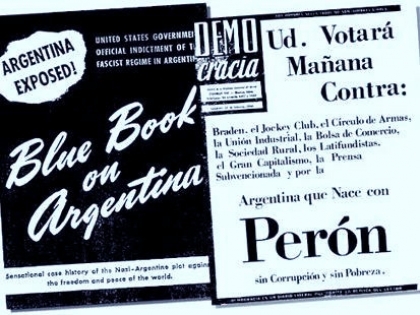 ARGENTINA
EXPOSED!
UNITED STATES GOVERNMENT
OFFICIAL INDICTMENT OF T
FASCIST REGIME IN ARGENTIN
Blue Book
on
Argentina
Sensational case history of the Nazi-Argentine plot against
the freedom and peace of the world.
DEMO
cracia
Ud. Votará
Mañana
Contra:
Braden, el Jockey Club, el Circulo de Armas,
la Unión Industrial, la Bolsa de Comercio,
la Sociedad Rural, los Latifundistas,
el Gran Capitalismo, la Prensa
Subvencionada y por la
Argentina que Nace con
Perón
sin Corrupción y sin Pobreza.